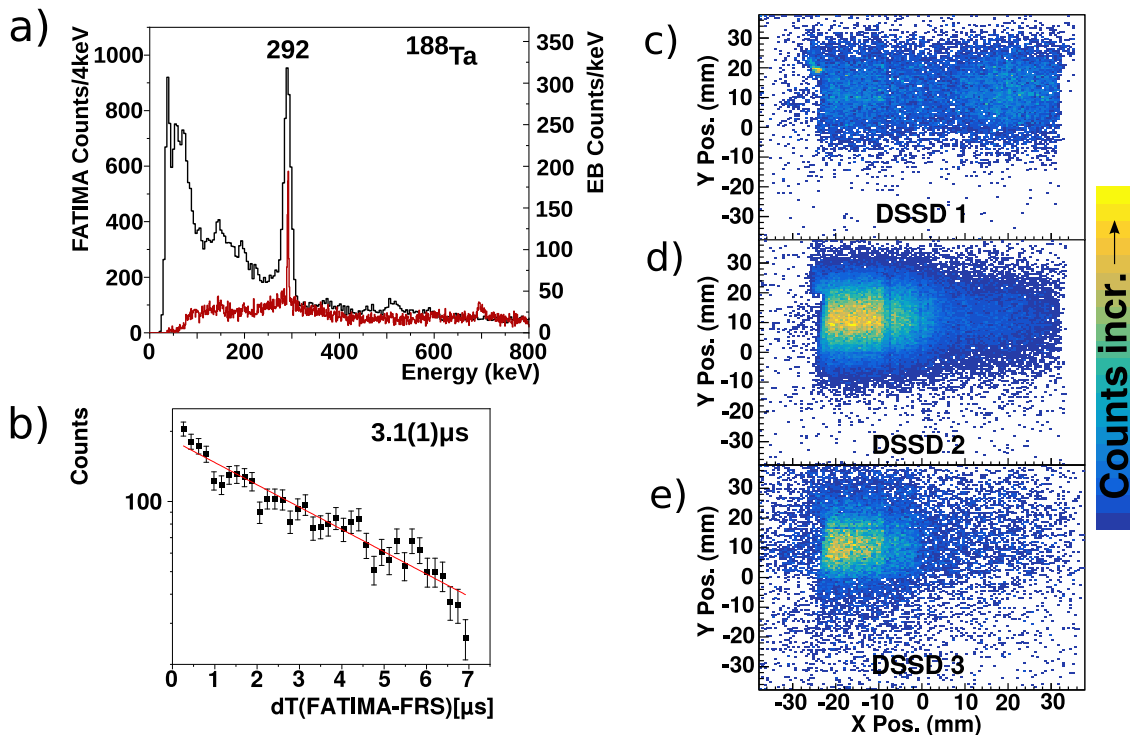 a)
292
188Ta
FATIMA Counts/4keV
1000
800
600
400
200
0
EB Counts/keV
350
300
250
200
150
100
50
0
0 200 400 600 800
Energy (keV)
b)
3.1(1)μs
Counts
100
0 1 2 3 4 5 6 7
dT(FATIMA-FRS)[μs]
c)
Y Pos. (mm)
30
20
10
0
-10
-20
-30
DSSD 1
d)
Y Pos. (mm)
30
20
10
0
-10
-20
-30
DSSD 2
e)
Y Pos. (mm)
30
20
10
0
-10
-20
-30
DSSD 3
-30 -20 -10 0 10 20 30
X Pos. (mm)
Counts incr.